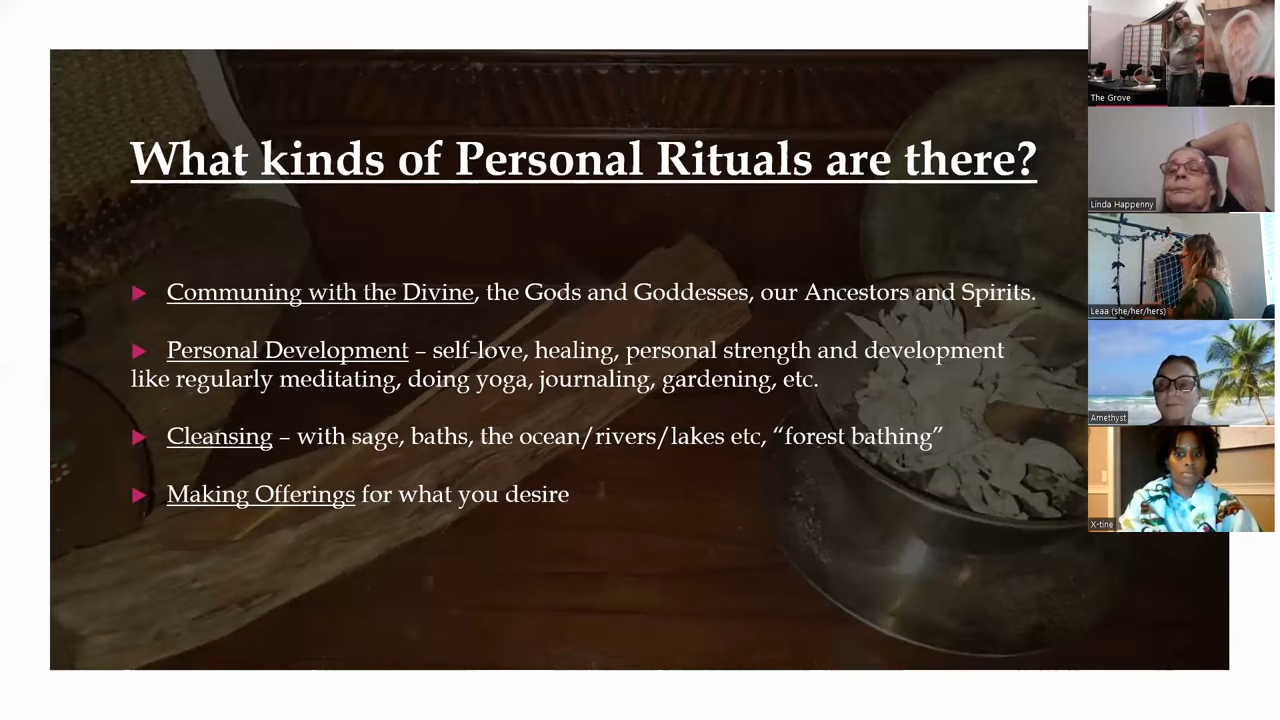 What kinds of Personal Rituals are there?
Communing with the Divine, the Gods and Goddesses, our Ancestors and Spirits.
Personal Development – self-love, healing, personal strength and development
like regularly meditating, doing yoga, journaling, gardening, etc.
Cleansing – with sage, baths, the ocean/rivers/lakes etc, “forest bathing”
Making Offerings for what you desire
The Grove
Linda Happenny
Leaa (she/her/hers)
Amethyst
X-tine